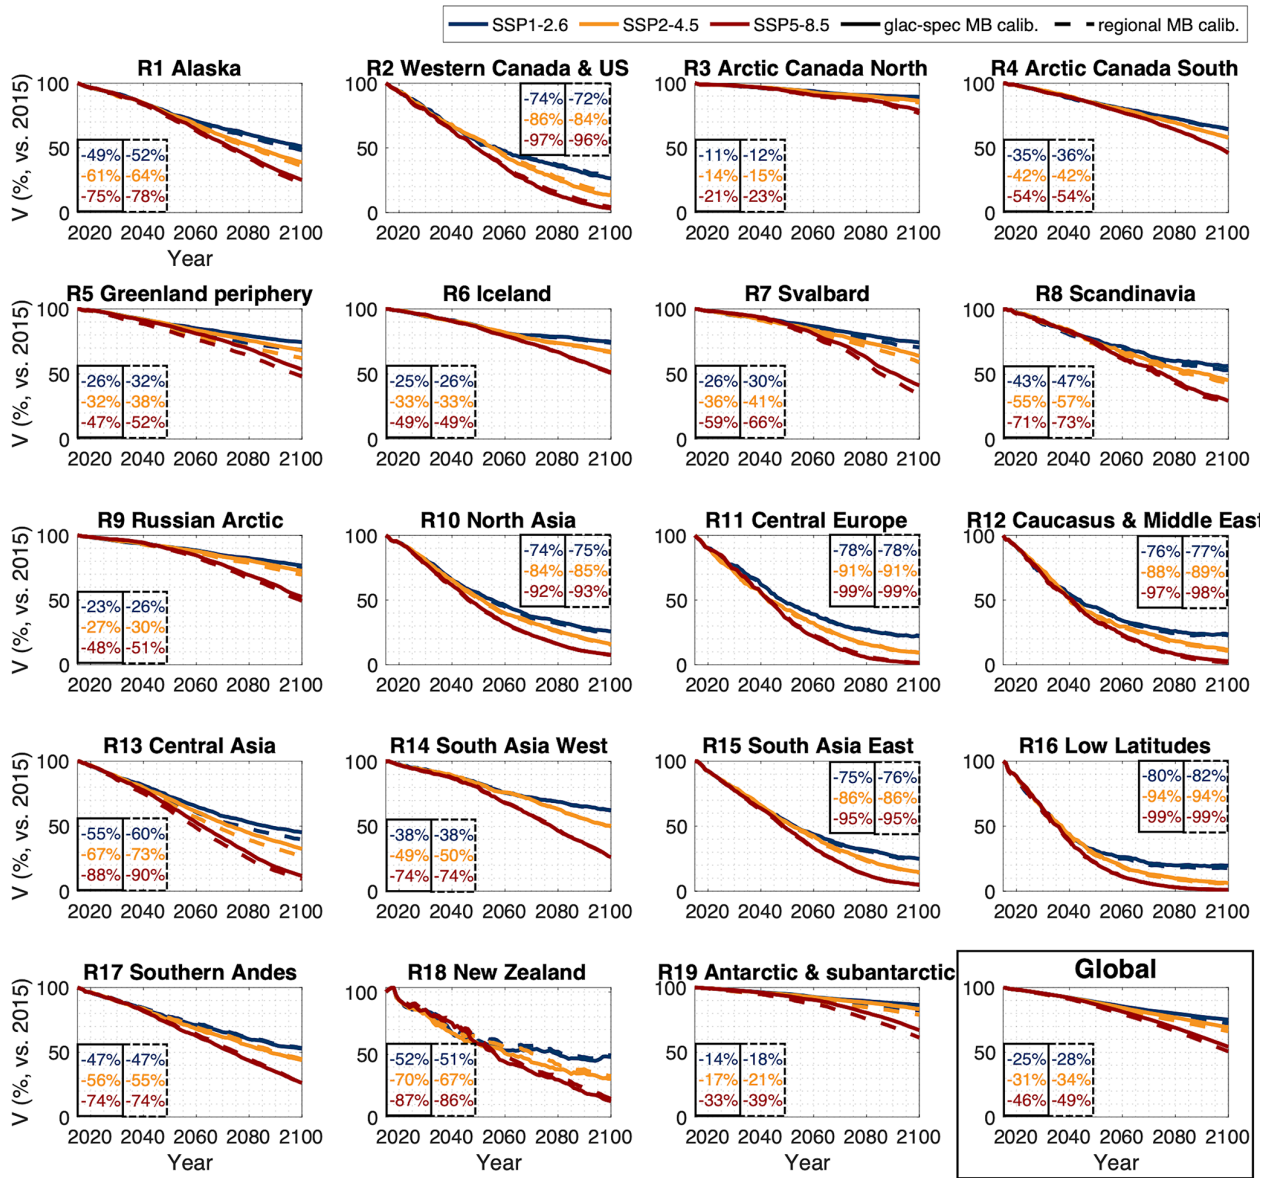 SSP1-2.6 SSP2-4.5 SSP5-8.5 glac-spec MB calib. regional MB calib.
R1 Alaska
V (%, vs. 2015)
100
50
0
-49% -52%
-61% -64%
-75% -78%
2020 2040 2060 2080 2100
Year
R2 Western Canada & US
100
50
0
-74% -72%
-86% -84%
-97% -96%
2020 2040 2060 2080 2100
R3 Arctic Canada North
100
50
0
-11% -12%
-14% -15%
-21% -23%
2020 2040 2060 2080 2100
R4 Arctic Canada South
100
50
0
-35% -36%
-42% -42%
-54% -54%
2020 2040 2060 2080 2100
R5 Greenland periphery
V (%, vs. 2015)
100
50
0
-26% -32%
-32% -38%
-47% -52%
2020 2040 2060 2080 2100
R6 Iceland
100
50
0
-25% -26%
-33% -33%
-49% -49%
2020 2040 2060 2080 2100
R7 Svalbard
100
50
0
-26% -30%
-36% -41%
-59% -66%
2020 2040 2060 2080 2100
R8 Scandinavia
100
50
0
-43% -47%
-55% -57%
-71% -73%
2020 2040 2060 2080 2100
R9 Russian Arctic
V (%, vs. 2015)
100
50
0
-23% -26%
-27% -30%
-48% -51%
2020 2040 2060 2080 2100
R10 North Asia
100
50
0
-74% -75%
-84% -85%
-92% -93%
2020 2040 2060 2080 2100
R11 Central Europe
100
50
0
-78% -78%
-91% -91%
-99% -99%
2020 2040 2060 2080 2100
R12 Caucasus & Middle East
100
50
0
-76% -77%
-88% -89%
-97% -98%
2020 2040 2060 2080 2100
R13 Central Asia
V (%, vs. 2015)
100
50
0
-55% -60%
-67% -73%
-88% -90%
2020 2040 2060 2080 2100
R14 South Asia West
100
50
0
-38% -38%
-49% -50%
-74% -74%
2020 2040 2060 2080 2100
R15 South Asia East
100
50
0
-75% -76%
-86% -86%
-95% -95%
2020 2040 2060 2080 2100
R16 Low Latitudes
100
50
0
-80% -82%
-94% -94%
-99% -99%
2020 2040 2060 2080 2100
R17 Southern Andes
V (%, vs. 2015)
100
50
0
-47% -47%
-56% -55%
-74% -74%
2020 2040 2060 2080 2100
Year
R18 New Zealand
100
50
0
-52% -51%
-70% -67%
-87% -86%
2020 2040 2060 2080 2100
Year
R19 Antarctic & subantarctic
100
50
0
-14% -18%
-17% -21%
-33% -39%
2020 2040 2060 2080 2100
Year
Global
100
50
0
-25% -28%
-31% -34%
-46% -49%
2020 2040 2060 2080 2100
Year